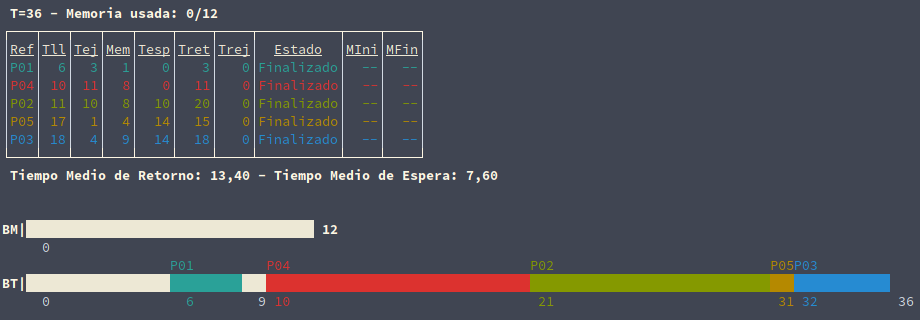 T=36 - Memoria usada: 0/12
Ref Tll Tej Mem Tesp Tret Trej Estado MIni MFin
P01 6 3 1 0 3 0 Finalizado -- --
P04 10 11 8 0 11 0 Finalizado -- --
P02 11 10 8 10 20 0 Finalizado -- --
P05 17 1 4 14 15 0 Finalizado -- --
P03 18 4 9 14 18 0 Finalizado -- --
Tiempo Medio de Retorno: 13,40 - Tiempo Medio de Espera: 7,60
BM| 12
0
P01 P04 P02 P05P03
BT|
0 6 9 10 21 31 32 36